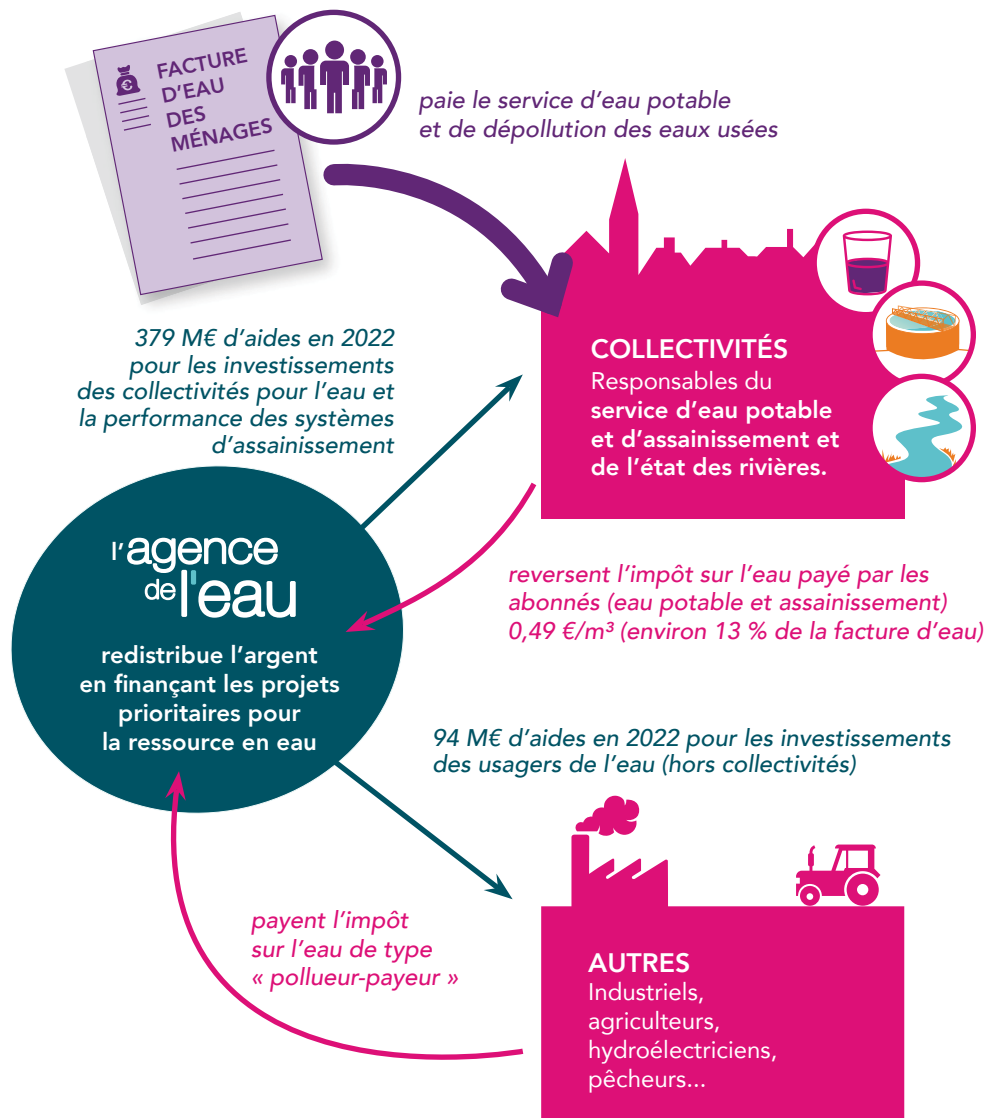 FACTURE
D'EAU
DES
MÉNAGES
€
paie le service d'eau potable
et de dépollution des eaux usées
379 M€ d'aides en 2022
pour les investissements
des collectivités pour l'eau et
la performance des systèmes
d'assainissement
COLLECTIVITÉS
Responsables du
service d'eau potable
et d'assainissement et
de l'état des rivières.
l'agence
de l'eau
redistribue l'argent
en finançant les projets
prioritaires pour
la ressource en eau
reversent l'impôt sur l'eau payé par les
abonnés (eau potable et assainissement)
0,49 €/m³ (environ 13 % de la facture d'eau)
94 M€ d'aides en 2022 pour les investissements
des usagers de l'eau (hors collectivités)
payent l'impôt
sur l'eau de type
« pollueur-payeur »
AUTRES
Industriels,
agriculteurs,
hydroélectriciens,
pêcheurs...